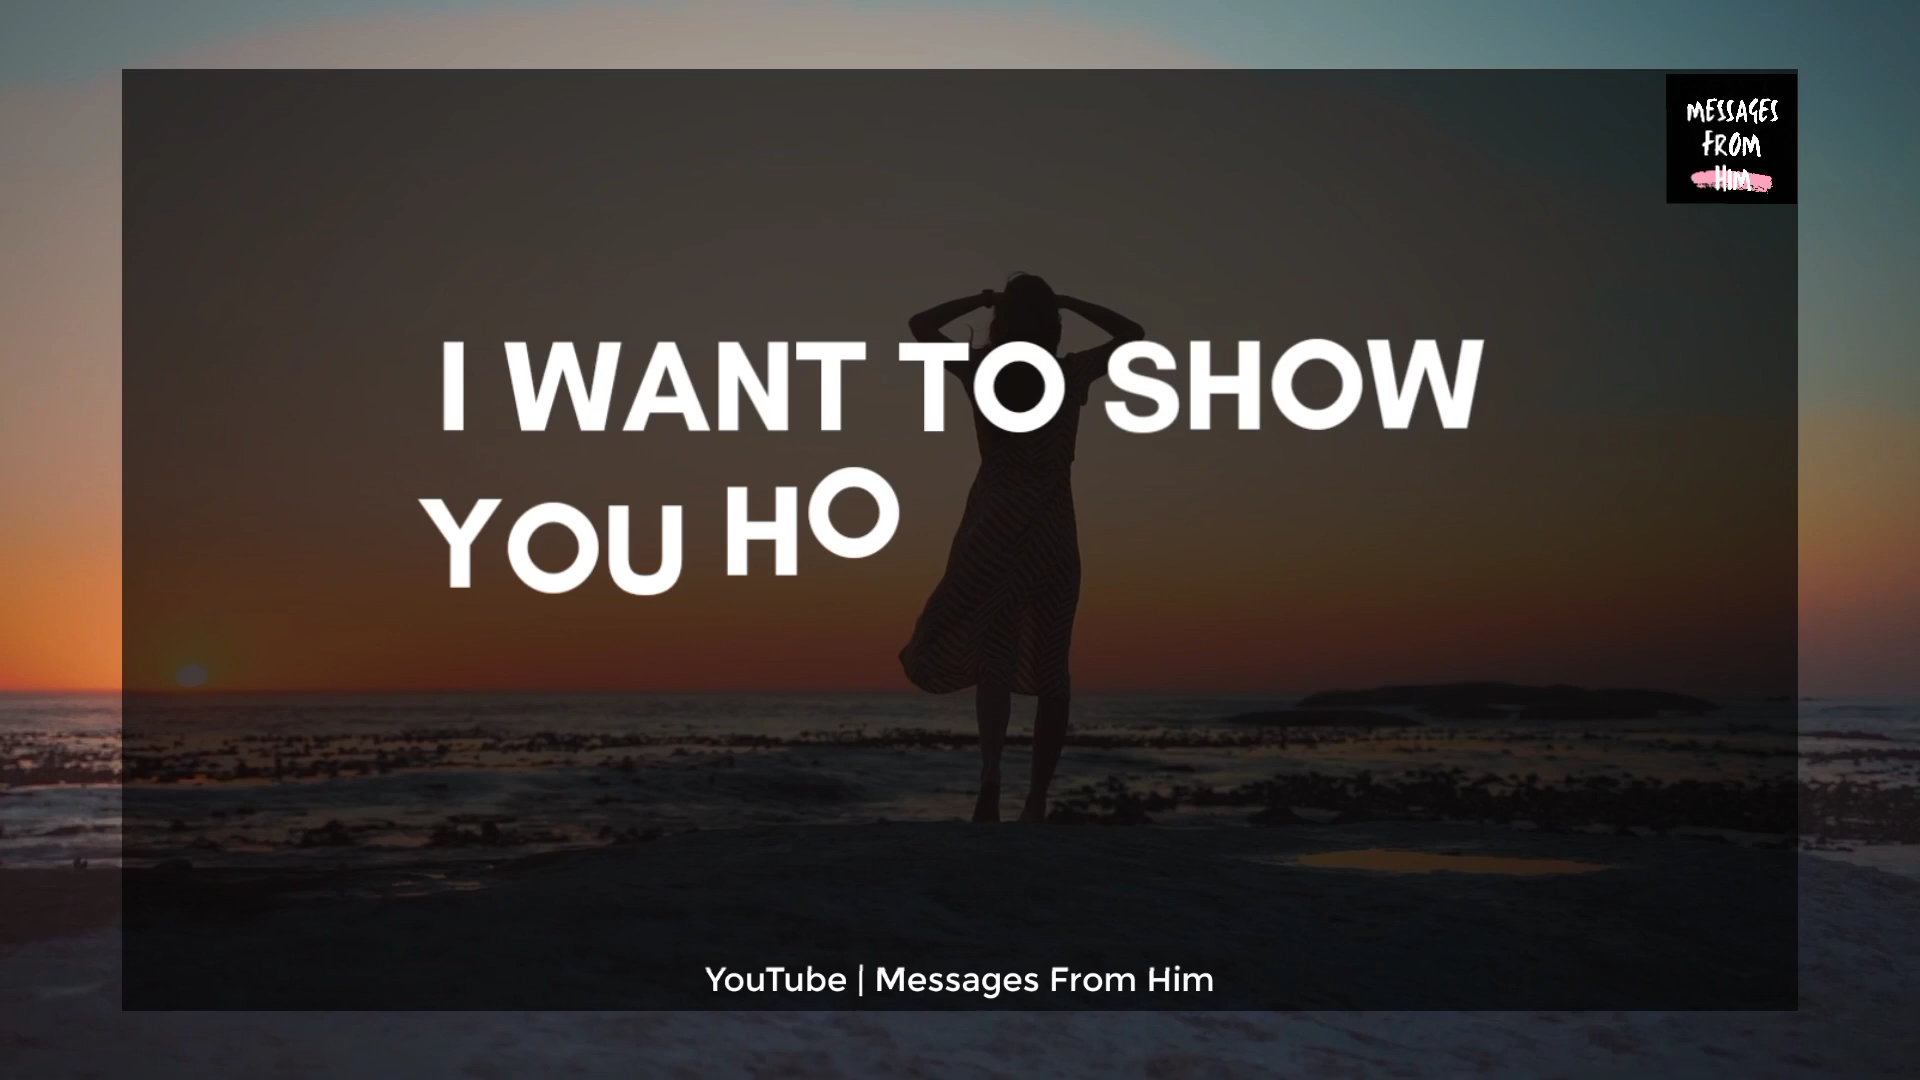 MESSAGES
FROM
HIM
I WANT TO SHOW
YOU HO
YouTube | Messages From Him